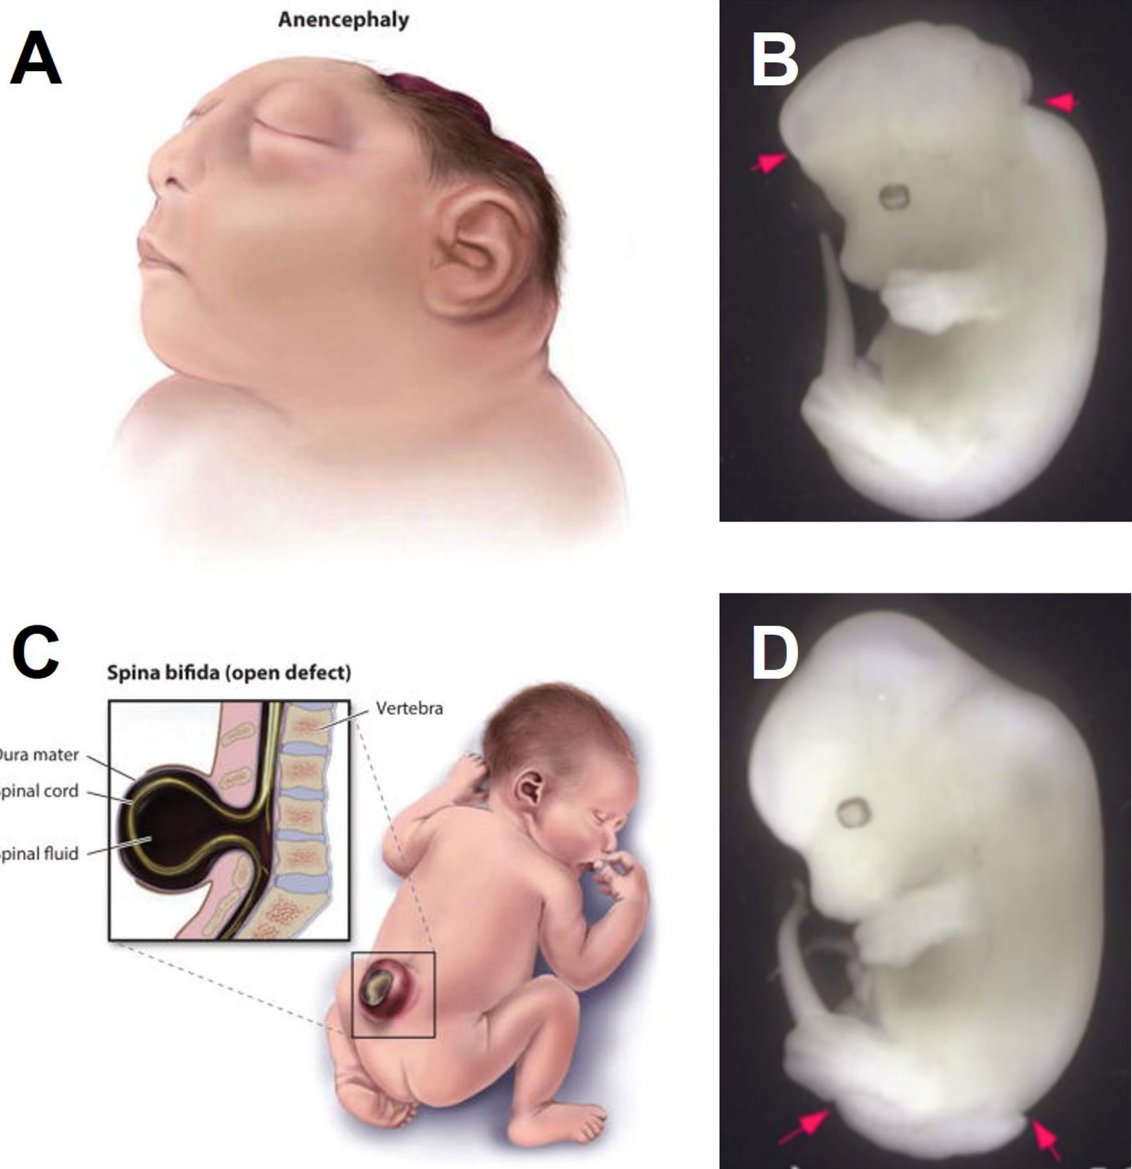 Anencephaly
A
B
C
D
Spina bifida (open defect)
Vertebra
Dura mater
pinal cord
pinal fluid